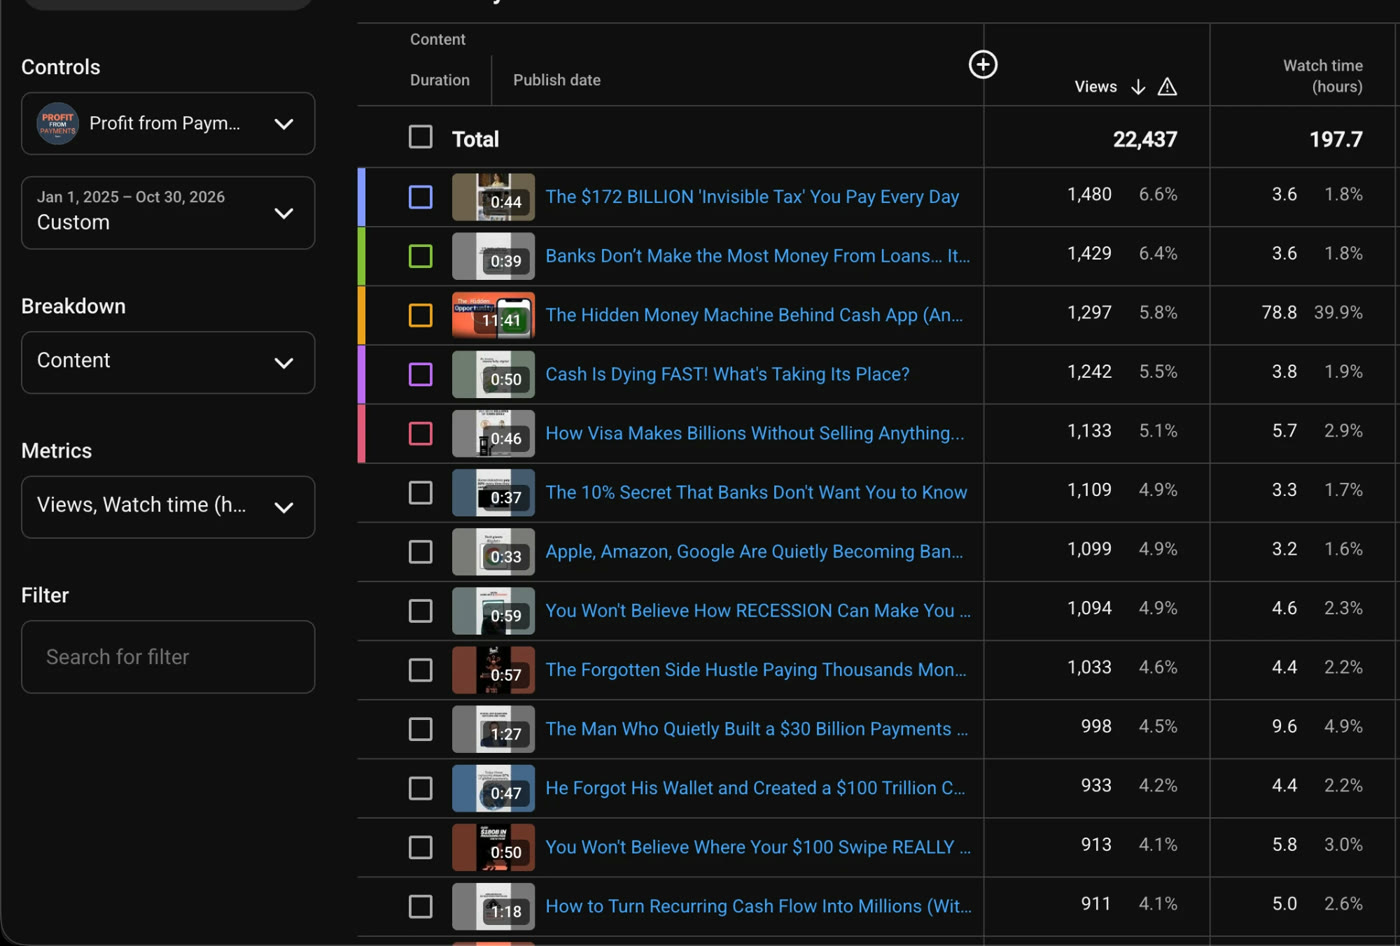 Controls
PROFIT
FROM
PAYMENTS
Profit from Paym...
Jan 1, 2025 – Oct 30, 2026
Custom
Breakdown
Content
Metrics
Views, Watch time (h...
Filter
Search for filter
Content
Duration
Publish date
Views
Watch time
(hours)
Total 22,437 197.7
0:44 The $172 BILLION 'Invisible Tax' You Pay Every Day 1,480 6.6% 3.6 1.8%
0:39 Banks Don’t Make the Most Money From Loans... It... 1,429 6.4% 3.6 1.8%
The Hidden
Opportunity
11:41 The Hidden Money Machine Behind Cash App (An... 1,297 5.8% 78.8 39.9%
0:50 Cash Is Dying FAST! What's Taking Its Place? 1,242 5.5% 3.8 1.9%
0:46 How Visa Makes Billions Without Selling Anything... 1,133 5.1% 5.7 2.9%
0:37 The 10% Secret That Banks Don't Want You to Know 1,109 4.9% 3.3 1.7%
0:33 Apple, Amazon, Google Are Quietly Becoming Ban... 1,099 4.9% 3.2 1.6%
0:59 You Won't Believe How RECESSION Can Make You ... 1,094 4.9% 4.6 2.3%
0:57 The Forgotten Side Hustle Paying Thousands Mon... 1,033 4.6% 4.4 2.2%
1:27 The Man Who Quietly Built a $30 Billion Payments ... 998 4.5% 9.6 4.9%
0:47 He Forgot His Wallet and Created a $100 Trillion C... 933 4.2% 4.4 2.2%
$180B IN
0:50 You Won't Believe Where Your $100 Swipe REALLY ... 913 4.1% 5.8 3.0%
1:18 How to Turn Recurring Cash Flow Into Millions (Wit... 911 4.1% 5.0 2.6%